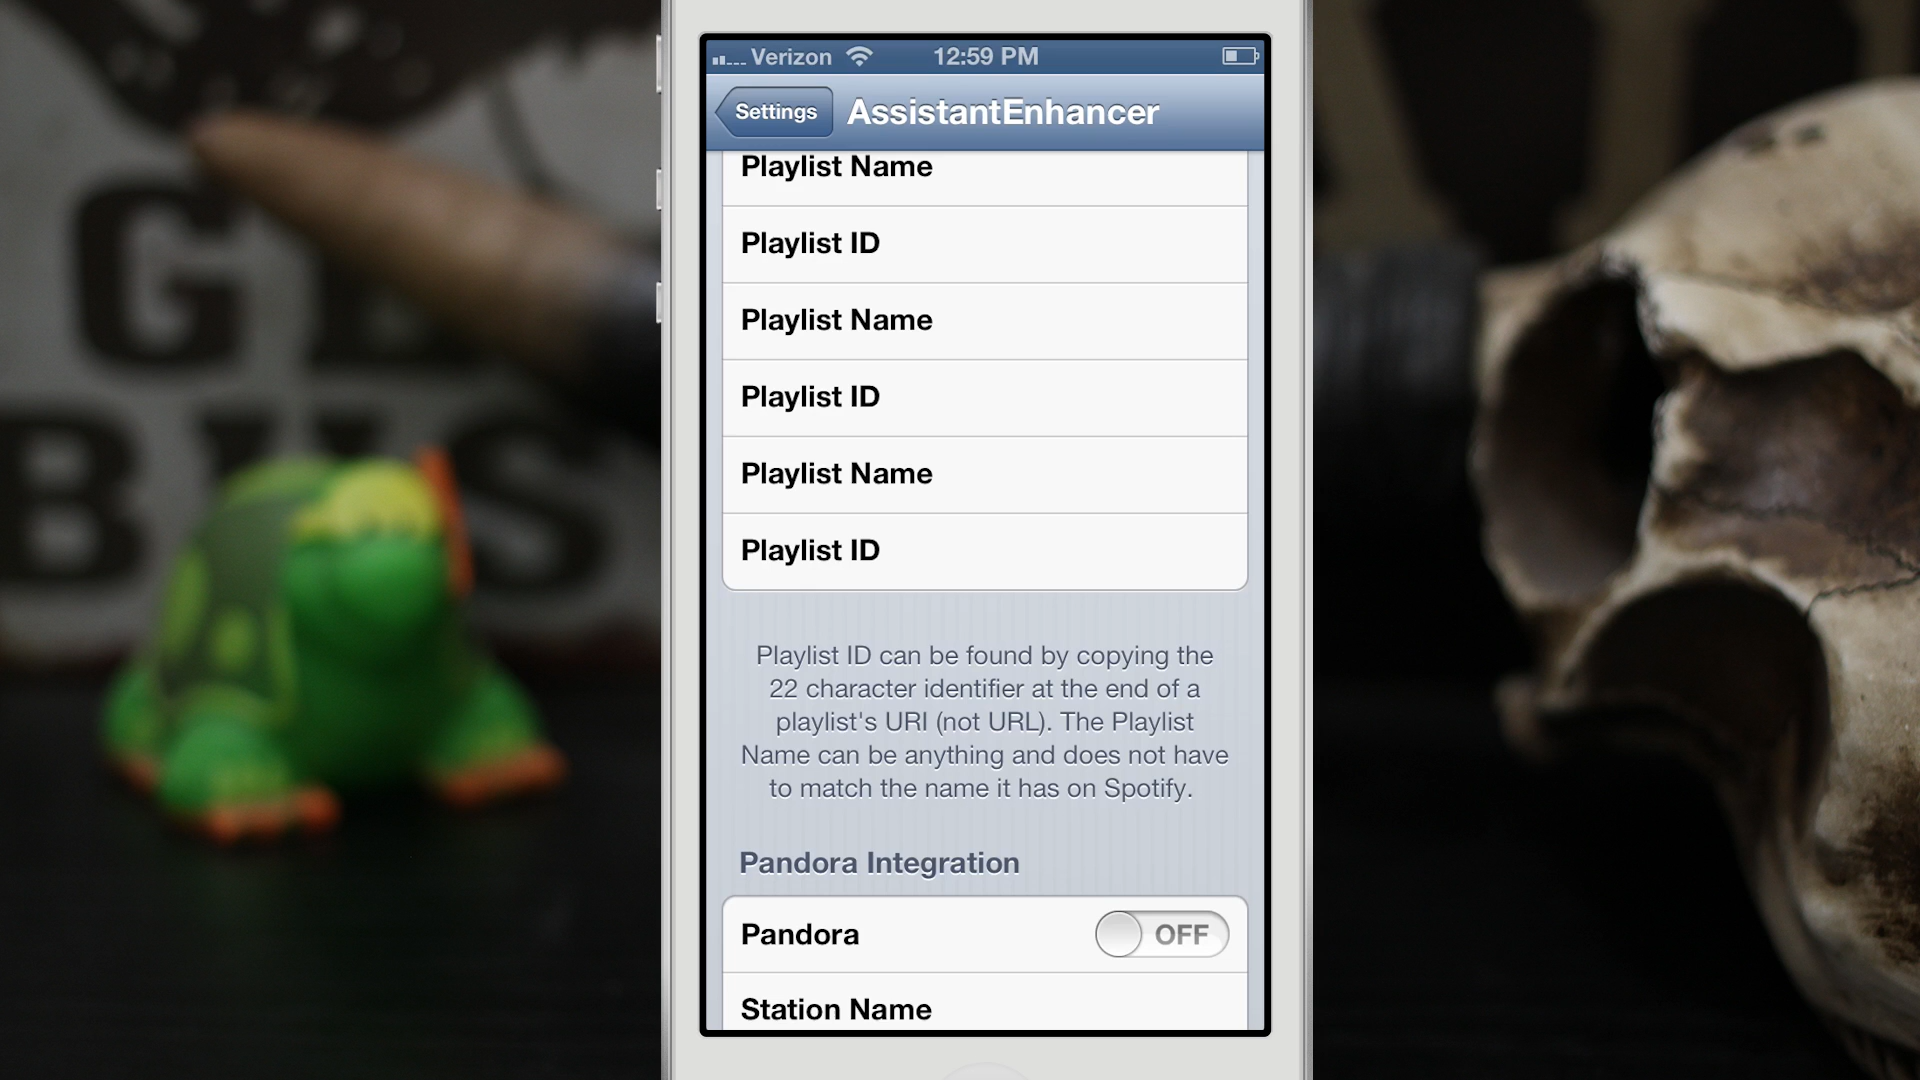 Verizon 12:59 PM
Settings AssistantEnhancer
Playlist Name
Playlist ID
Playlist Name
Playlist ID
Playlist Name
Playlist ID
Playlist ID can be found by copying the
22 character identifier at the end of a
playlist's URI (not URL). The Playlist
Name can be anything and does not have
to match the name it has on Spotify.
Pandora Integration
Pandora OFF
Station Name